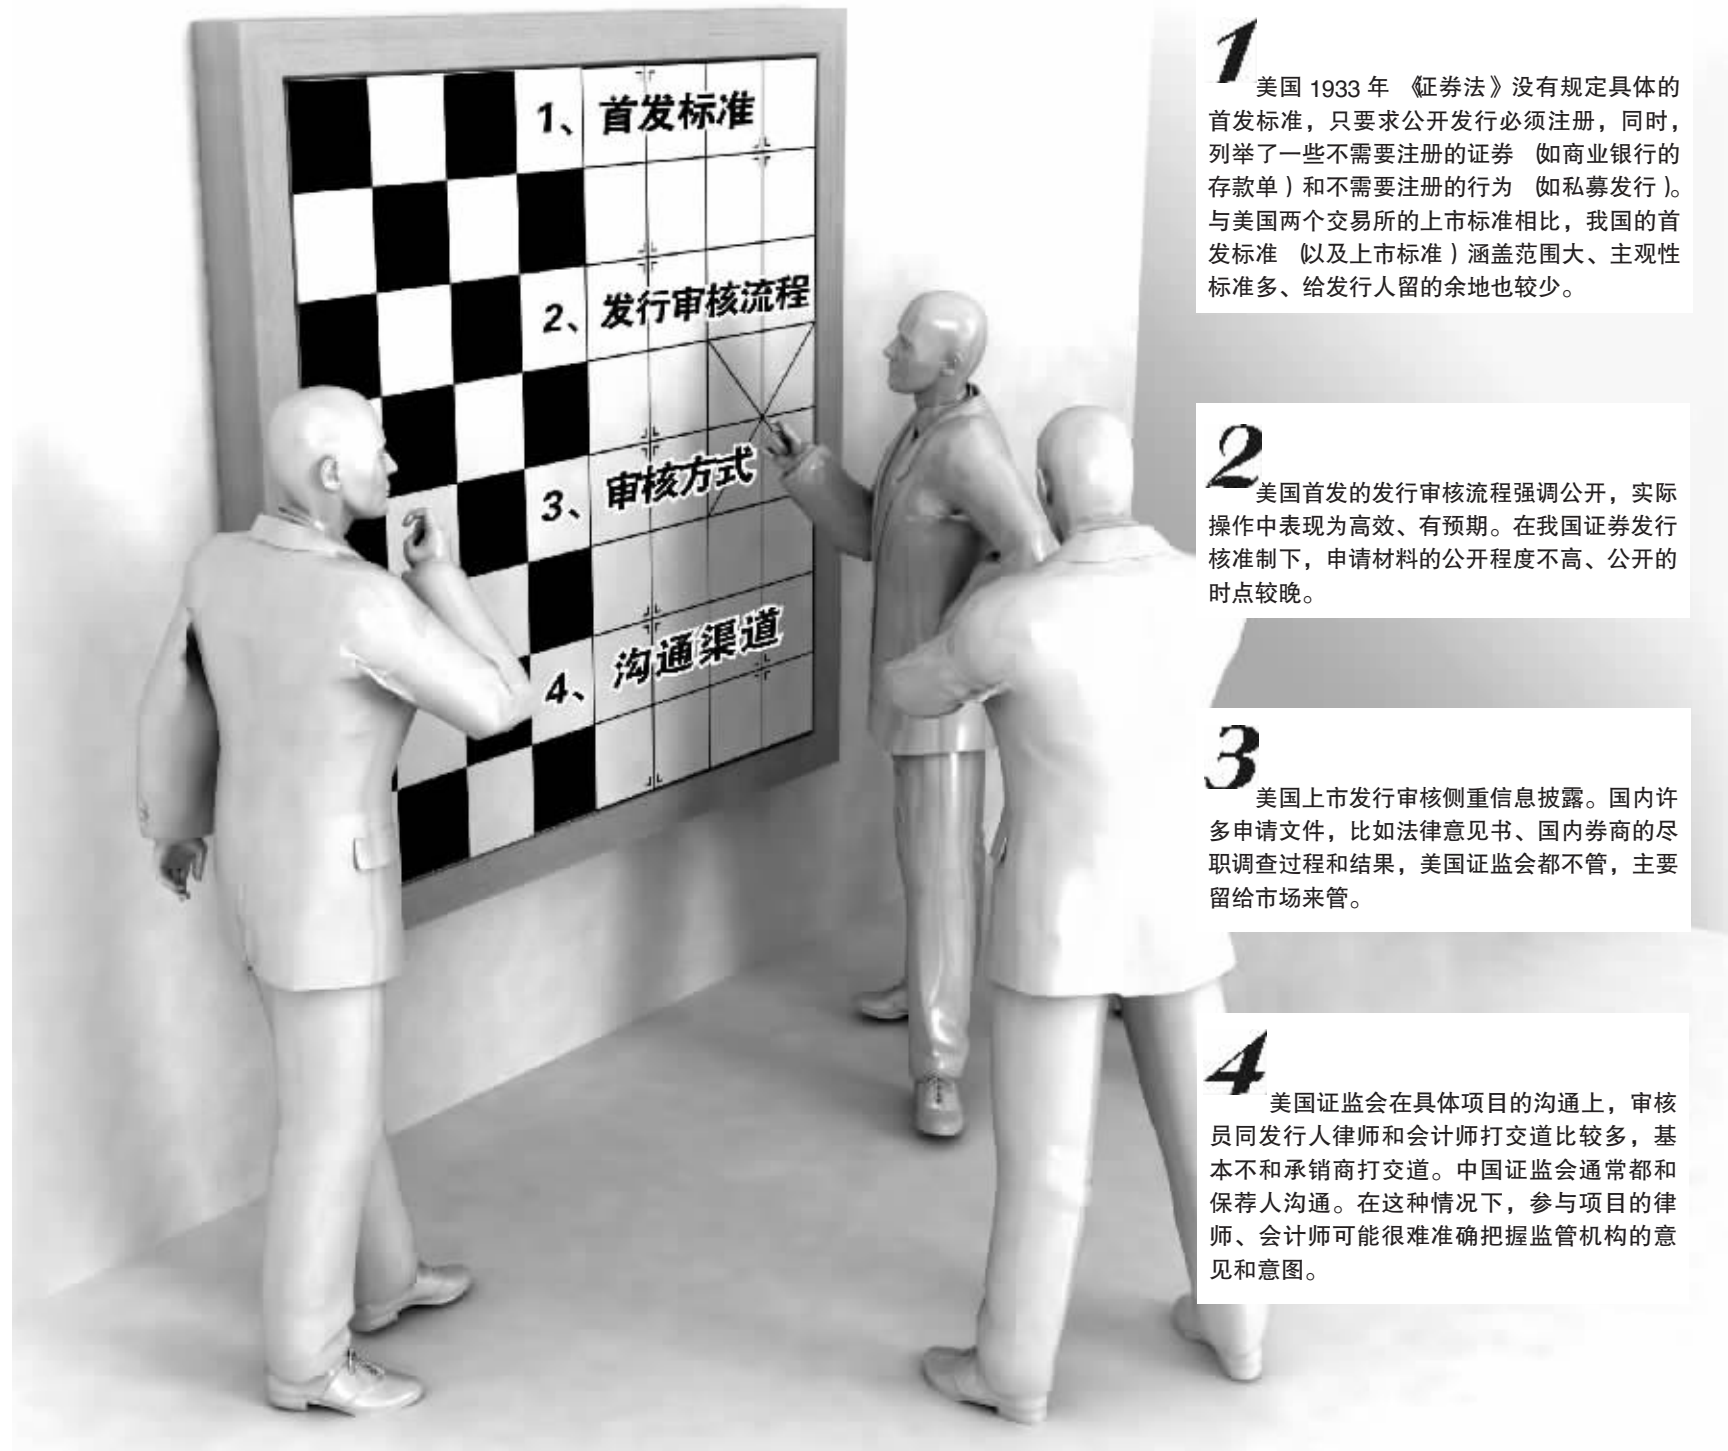 1、首发标准
2、发行审核流程
3、审核方式
4、沟通渠道
1
美国 1933 年 《证券法》没有规定具体的
首发标准，只要求公开发行必须注册，同时，
列举了一些不需要注册的证券 (如商业银行的
存款单) 和不需要注册的行为 (如私募发行)。
与美国两个交易所的上市标准相比，我国的首
发标准 (以及上市标准) 涵盖范围大、主观性
标准多、给发行人留的余地也较少。
2
美国首发的发行审核流程强调公开，实际
操作中表现为高效、有预期。在我国证券发行
核准制下，申请材料的公开程度不高、公开的
时点较晚。
3
美国上市发行审核侧重信息披露。国内许
多申请文件，比如法律意见书、国内券商的尽
职调查过程和结果，美国证监会都不管，主要
留给市场来管。
4
美国证监会在具体项目的沟通上，审核
员同发行人律师和会计师打交道比较多，基
本不和承销商打交道。中国证监会通常都和
保荐人沟通。在这种情况下，参与项目的律
师、会计师可能很难准确把握监管机构的意
见和意图。